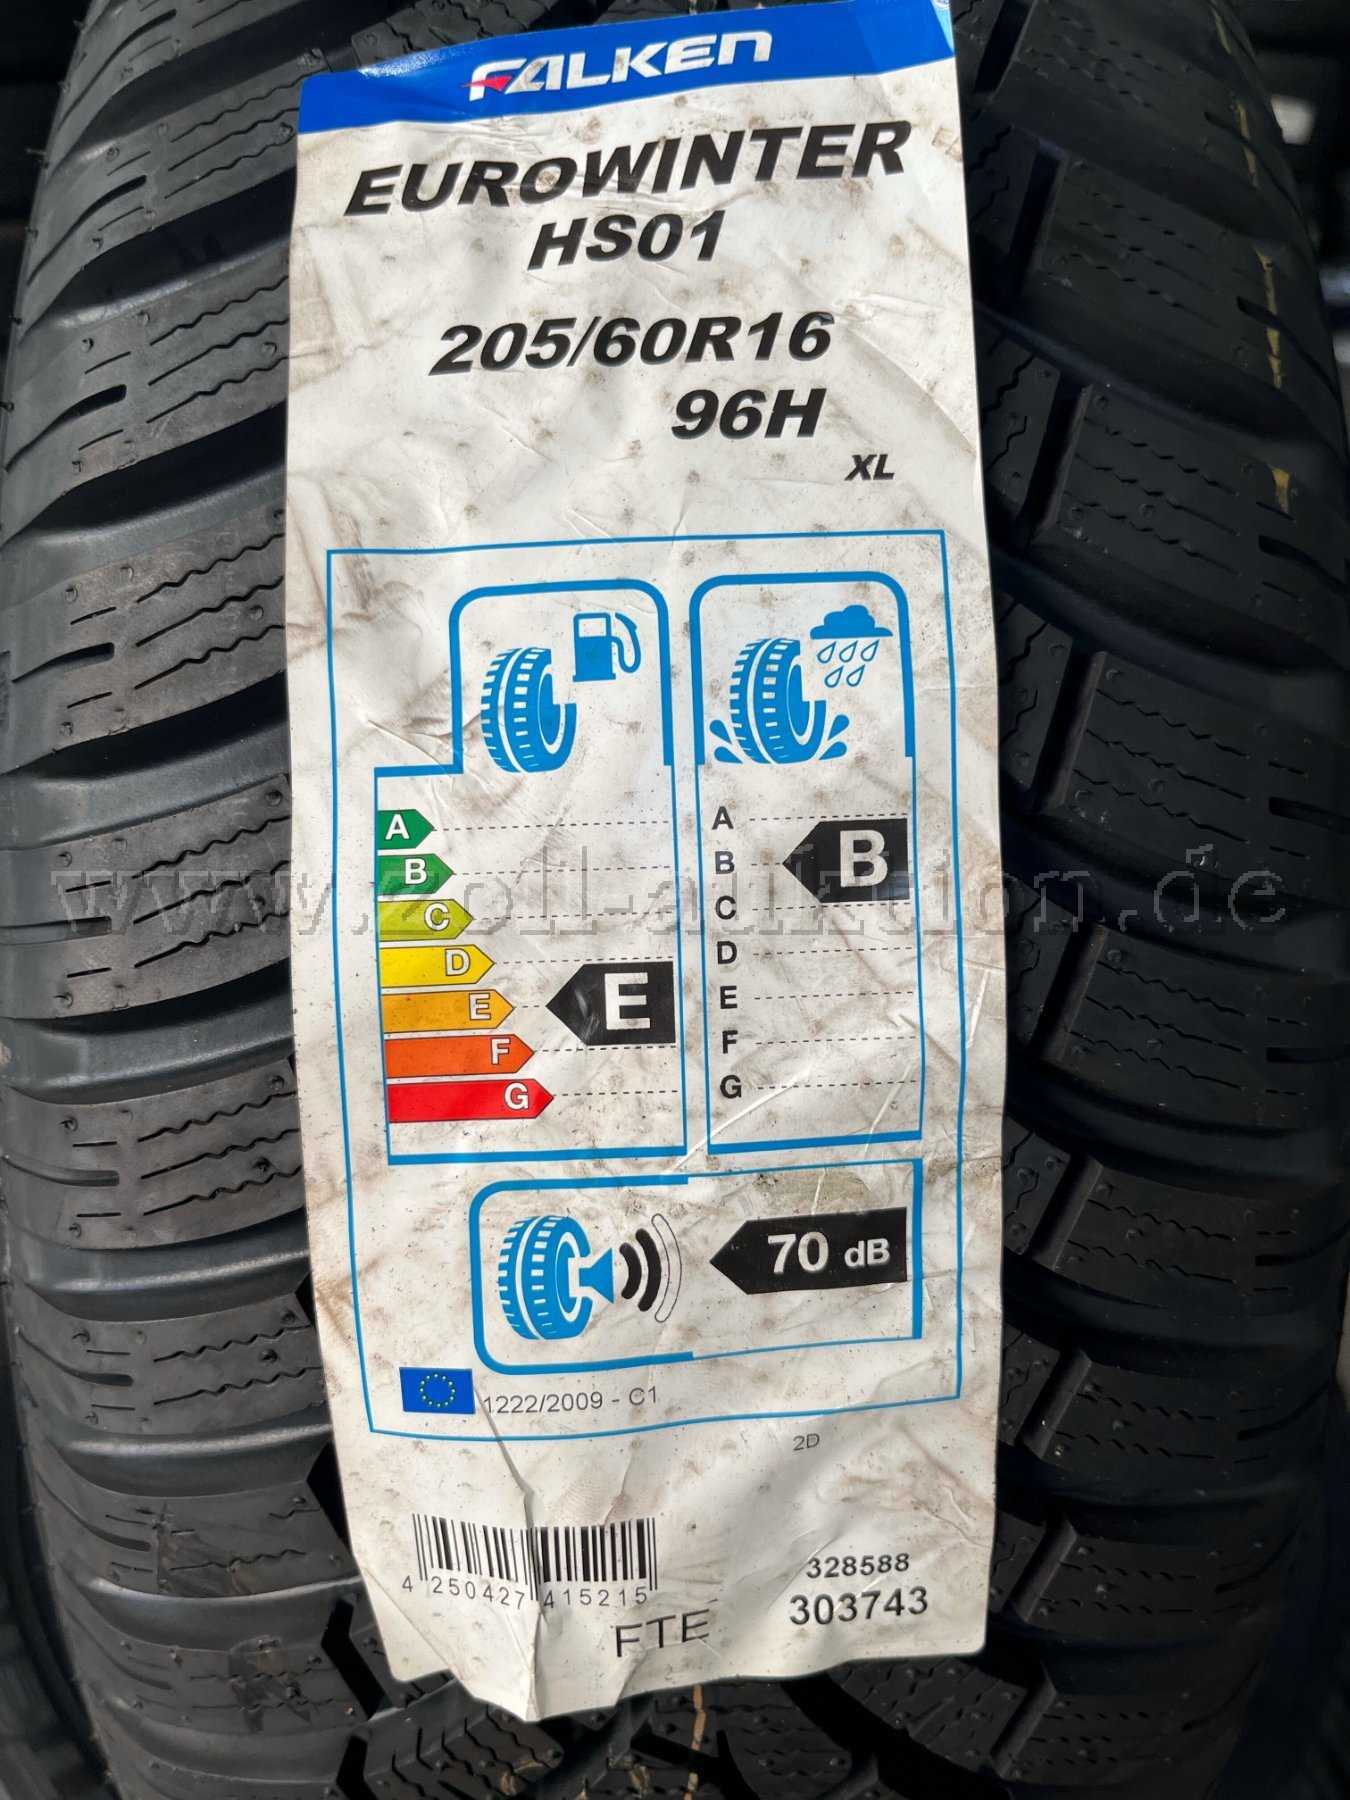 FALKEN
EUROWINTER
HS01
205/60R16
96H
XL
A A
B B B
C C
D D
E E E
F F
G G
www.zoll-auktion.de
70 dB
1222/2009 - C1
2D
4 250427 415215
328588
303743
FTE